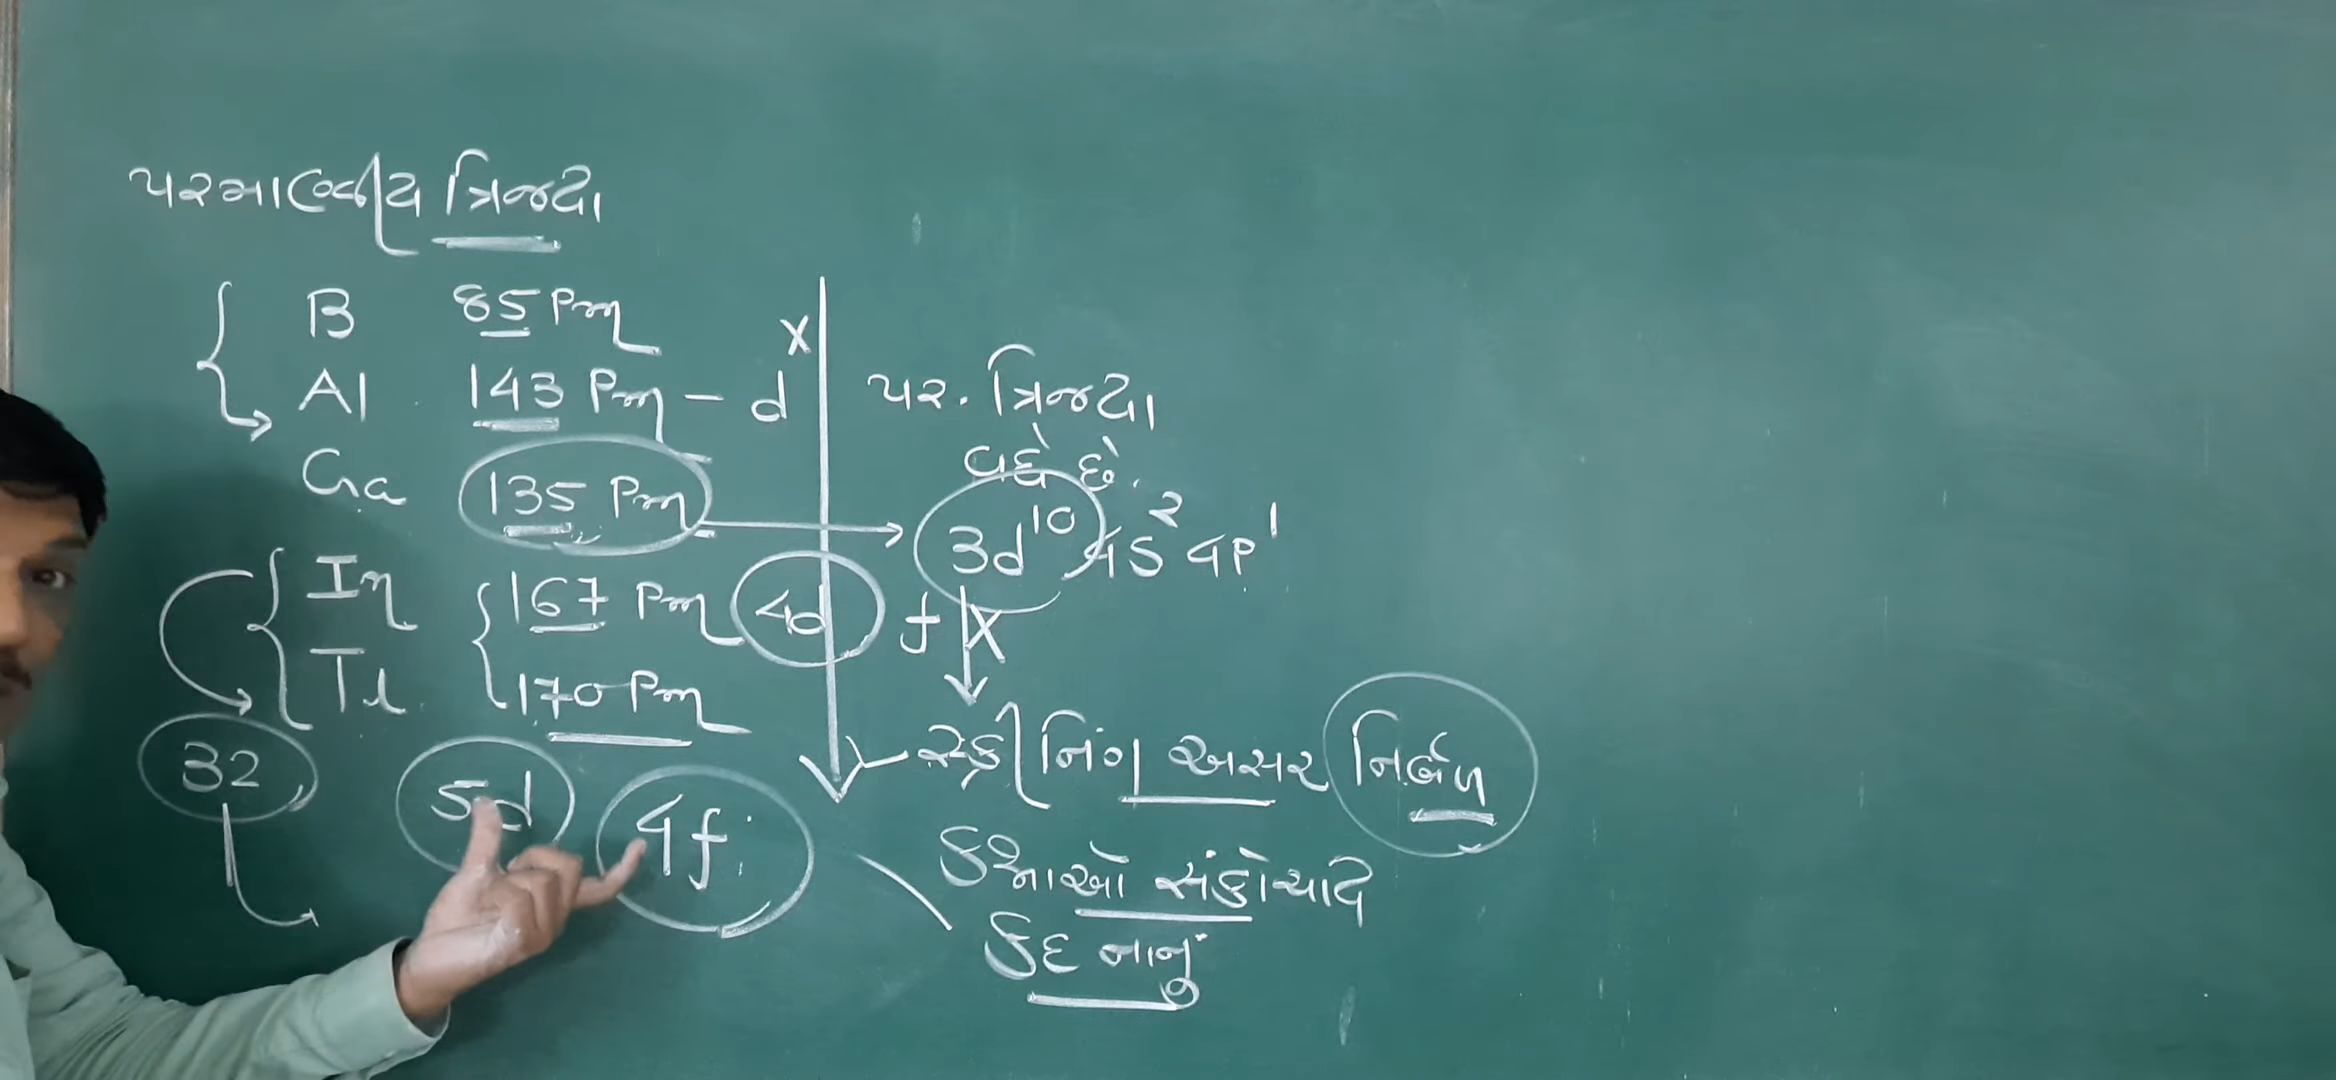 પરમાણ્વીય ત્રિજ્યા
B 85 Pm
Al 143 Pm - d X
Ga 135 Pm
In 167 Pm 4d
Tl 170 Pm
32 5d 4f
પર. ત્રિજ્યા
વધે છે.
3d¹⁰ 4s² 4p¹
f X
સ્ક્રીનિંગ અસર નિર્બળ
કક્ષાઓ સંકોચાય
કદ નાનું